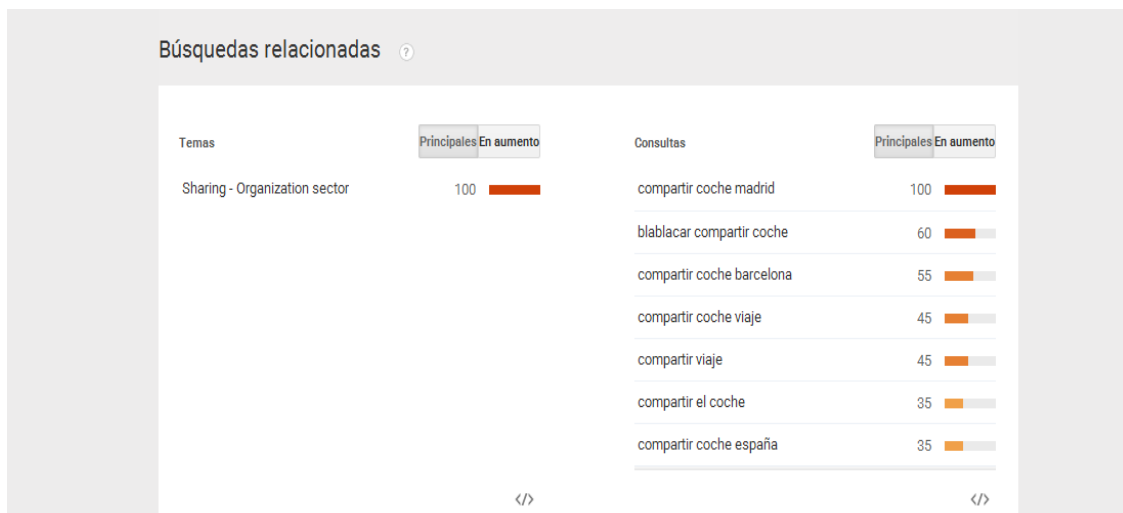 Búsquedas relacionadas ?
Temas Principales En aumento
Sharing - Organization sector 100
</>
Consultas Principales En aumento
compartir coche madrid 100
blablacar compartir coche 60
compartir coche barcelona 55
compartir coche viaje 45
compartir viaje 45
compartir el coche 35
compartir coche españa 35
</>